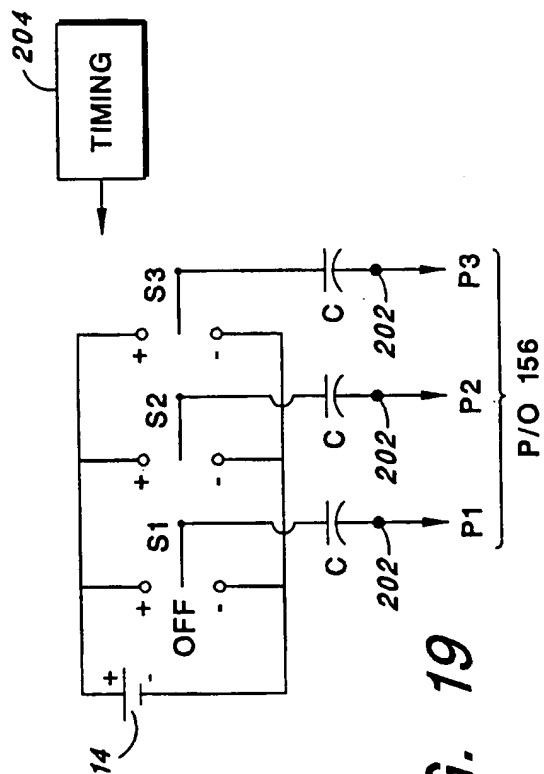 204
TIMING
S3
+
-
S2
+
-
S1
+
-
OFF
+
-
14
C
C
C
202
202
202
P1
P2
P3
P/O 156
G. 19